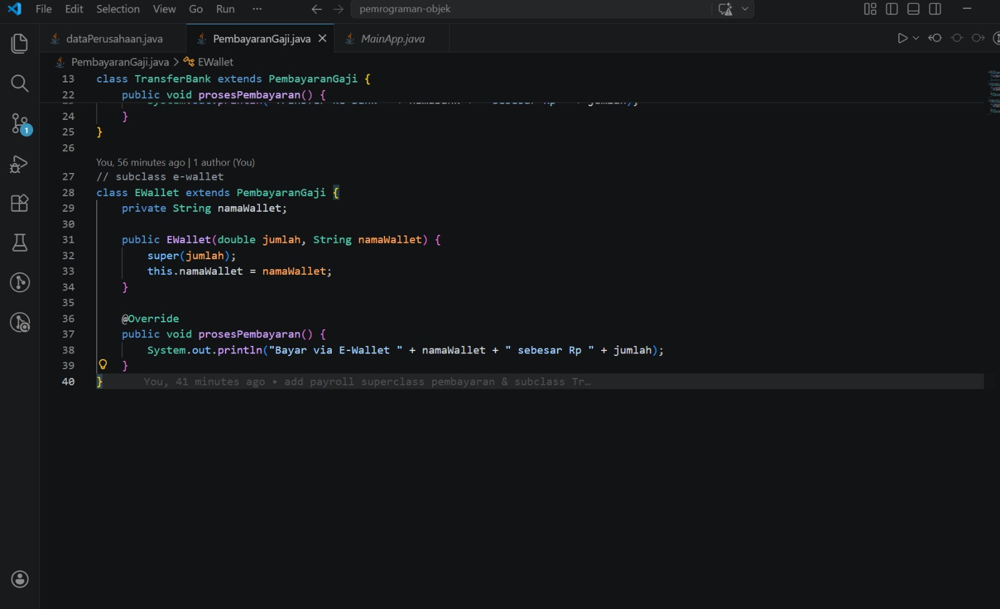 File Edit Selection View Go Run ··· pemrograman-objek
dataPerusahaan.java PembayaranGaji.java MainApp.java
PembayaranGaji.java > EWallet
13 class TransferBank extends PembayaranGaji {
22 public void prosesPembayaran() {
24 }
25 }
26
You, 56 minutes ago | 1 author (You)
27 // subclass e-wallet
28 class EWallet extends PembayaranGaji {
29 private String namaWallet;
30
31 public EWallet(double jumlah, String namaWallet) {
32 super(jumlah);
33 this.namaWallet = namaWallet;
34 }
35
36 @Override
37 public void prosesPembayaran() {
38 System.out.println("Bayar via E-Wallet " + namaWallet + " sebesar Rp " + jumlah);
39 }
40 } You, 41 minutes ago • add payroll superclass pembayaran & subclass Tr…
1